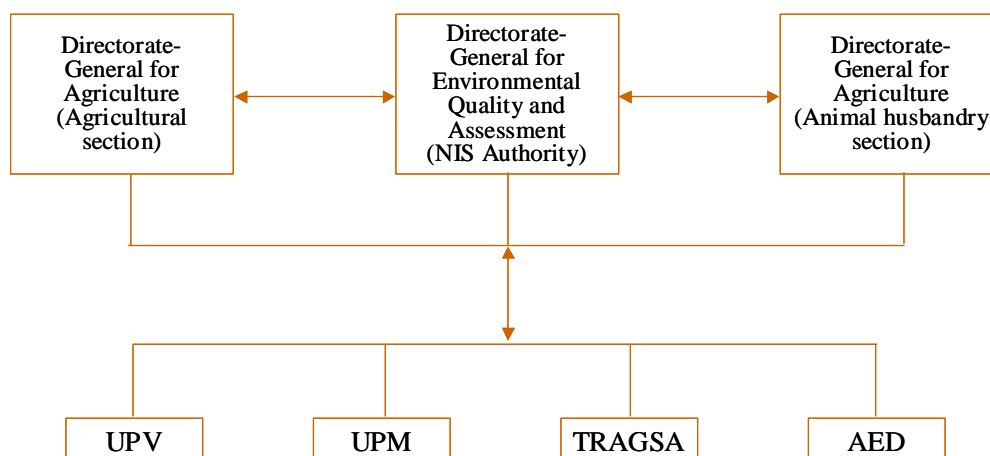 Directorate-
General for
Agriculture
(Agricultural
section)
Directorate-
General for
Environmental
Quality and
Assessment
(NIS Authority)
Directorate-
General for
Agriculture
(Animal husbandry
section)
UPV
UPM
TRAGSA
AED